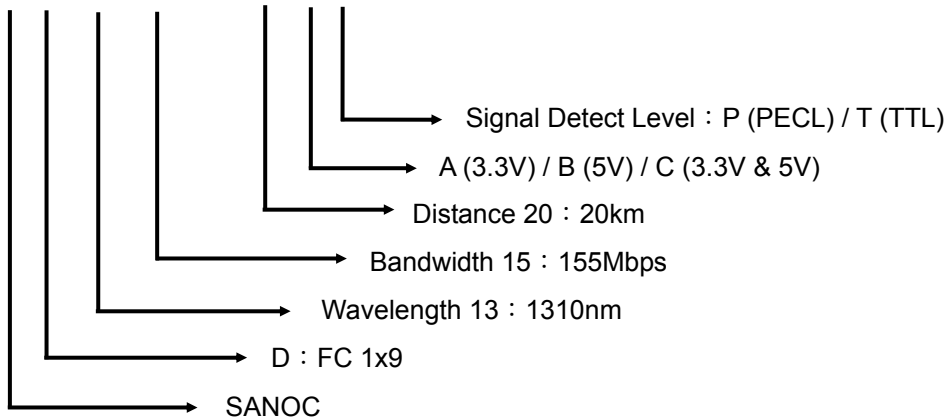 Signal Detect Level：P (PECL) / T (TTL)
A (3.3V) / B (5V) / C (3.3V & 5V)
Distance 20：20km
Bandwidth 15：155Mbps
Wavelength 13：1310nm
D：FC 1x9
SANOC